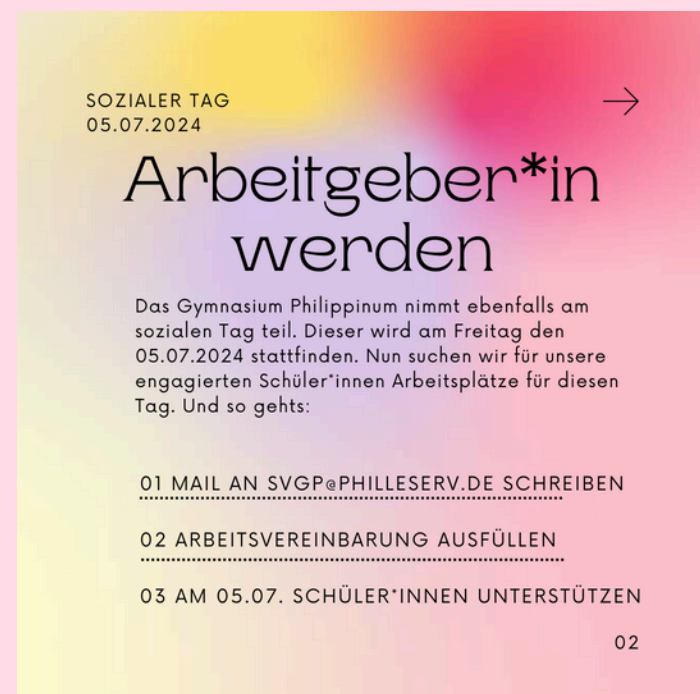 SOZIALER TAG
05.07.2024
Arbeitgeber*in
werden
Das Gymnasium Philippinum nimmt ebenfalls am
sozialen Tag teil. Dieser wird am Freitag den
05.07.2024 stattfinden. Nun suchen wir für unsere
engagierten Schüler*innen Arbeitsplätze für diesen
Tag. Und so gehts:
01 MAIL AN SVGP@PHILLESERV.DE SCHREIBEN
02 ARBEITSVEREINBARUNG AUSFÜLLEN
03 AM 05.07. SCHÜLER*INNEN UNTERSTÜTZEN
02